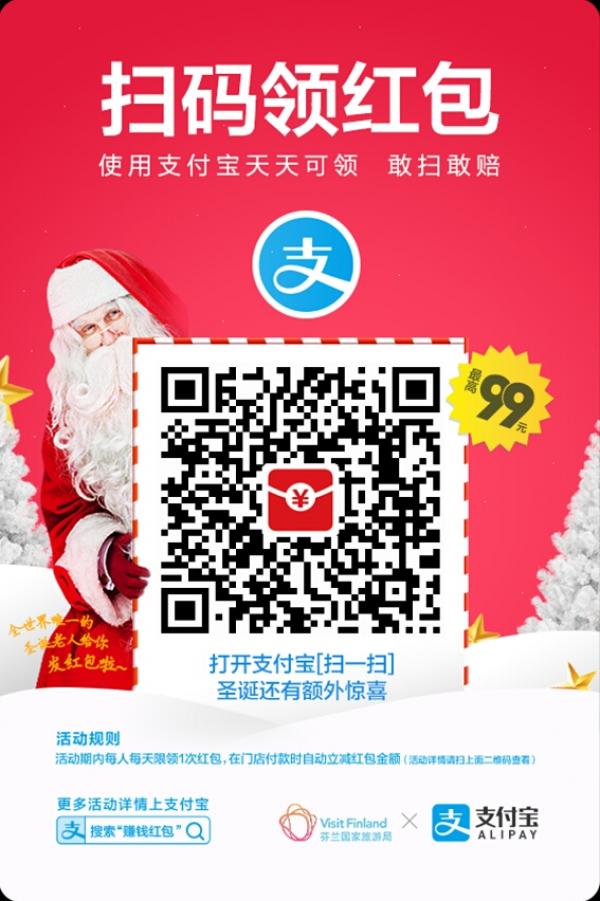 扫码领红包
使用支付宝天天可领 敢扫敢赔
支
最高99元
¥
全世界唯一的
圣诞老人给你
发红包啦~
打开支付宝[扫一扫]
圣诞还有额外惊喜
活动规则
活动期内每人每天限领1次红包,在门店付款时自动立减红包金额(活动详情请扫上面二维码查看)
更多活动详情上支付宝
支 搜索“赚钱红包”
Visit Finland
芬兰国家旅游局
×
支 支付宝
ALIPAY